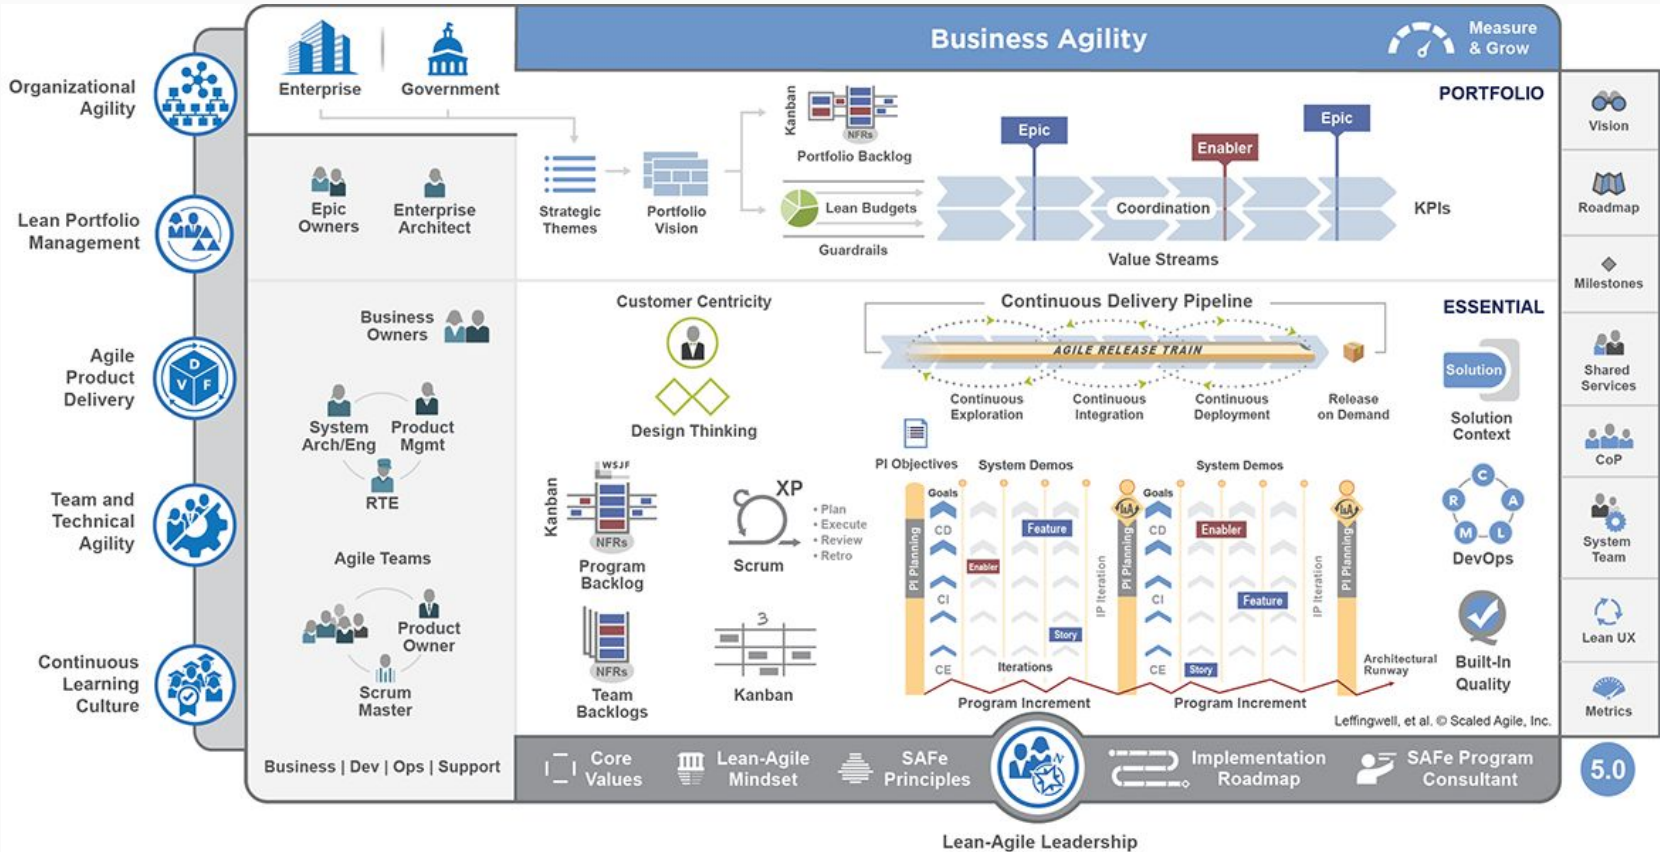 Business Agility
Measure
& Grow
Organizational
Agility
Lean Portfolio
Management
Agile
Product
Delivery
D
V
F
Team and
Technical
Agility
Continuous
Learning
Culture
Enterprise
Government
Epic
Owners
Enterprise
Architect
Business
Owners
System
Arch/Eng
Product
Mgmt
RTE
Agile Teams
Product
Owner
Scrum
Master
Business | Dev | Ops | Support
PORTFOLIO
Strategic
Themes
Portfolio
Vision
Kanban
NFRs
Portfolio Backlog
Lean Budgets
Guardrails
Epic
Enabler
Epic
Coordination
Value Streams
KPIs
ESSENTIAL
Customer Centricity
Design Thinking
Continuous Delivery Pipeline
AGILE RELEASE TRAIN
Continuous
Exploration
Continuous
Integration
Continuous
Deployment
Release
on Demand
Solution
Solution
Context
Kanban
WSJF
NFRs
Program
Backlog
XP
• Plan
• Execute
• Review
• Retro
Scrum
NFRs
Team
Backlogs
3
Kanban
PI Objectives
System Demos
System Demos
PI Planning
Goals
CD
CI
CE
Enabler
Feature
Story
Iterations
IP Iteration
I&A
PI Planning
Goals
CD
CI
CE
Enabler
Feature
Story
IP Iteration
I&A
PI Planning
Program Increment
Program Increment
Architectural
Runway
C
A
L
M
R
DevOps
Built-In
Quality
Leffingwell, et al. © Scaled Agile, Inc.
Vision
Roadmap
Milestones
Shared
Services
CoP
System
Team
Lean UX
Metrics
Core
Values
Lean-Agile
Mindset
SAFe
Principles
N
Implementation
Roadmap
SAFe Program
Consultant
5.0
Lean-Agile Leadership